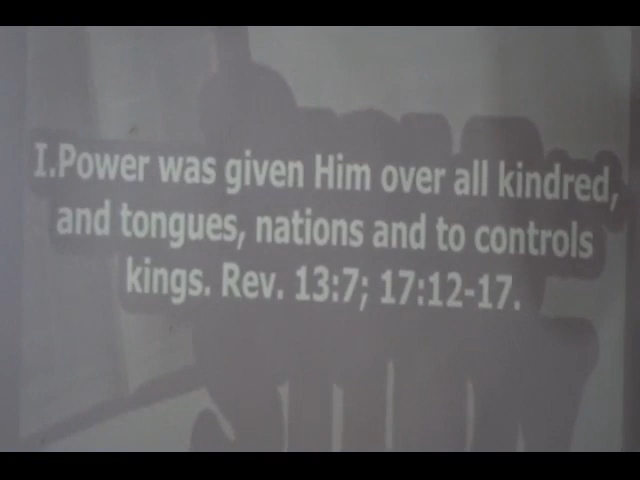 I.Power was given Him over all kindred,
and tongues, nations and to controls
kings. Rev. 13:7; 17:12-17.